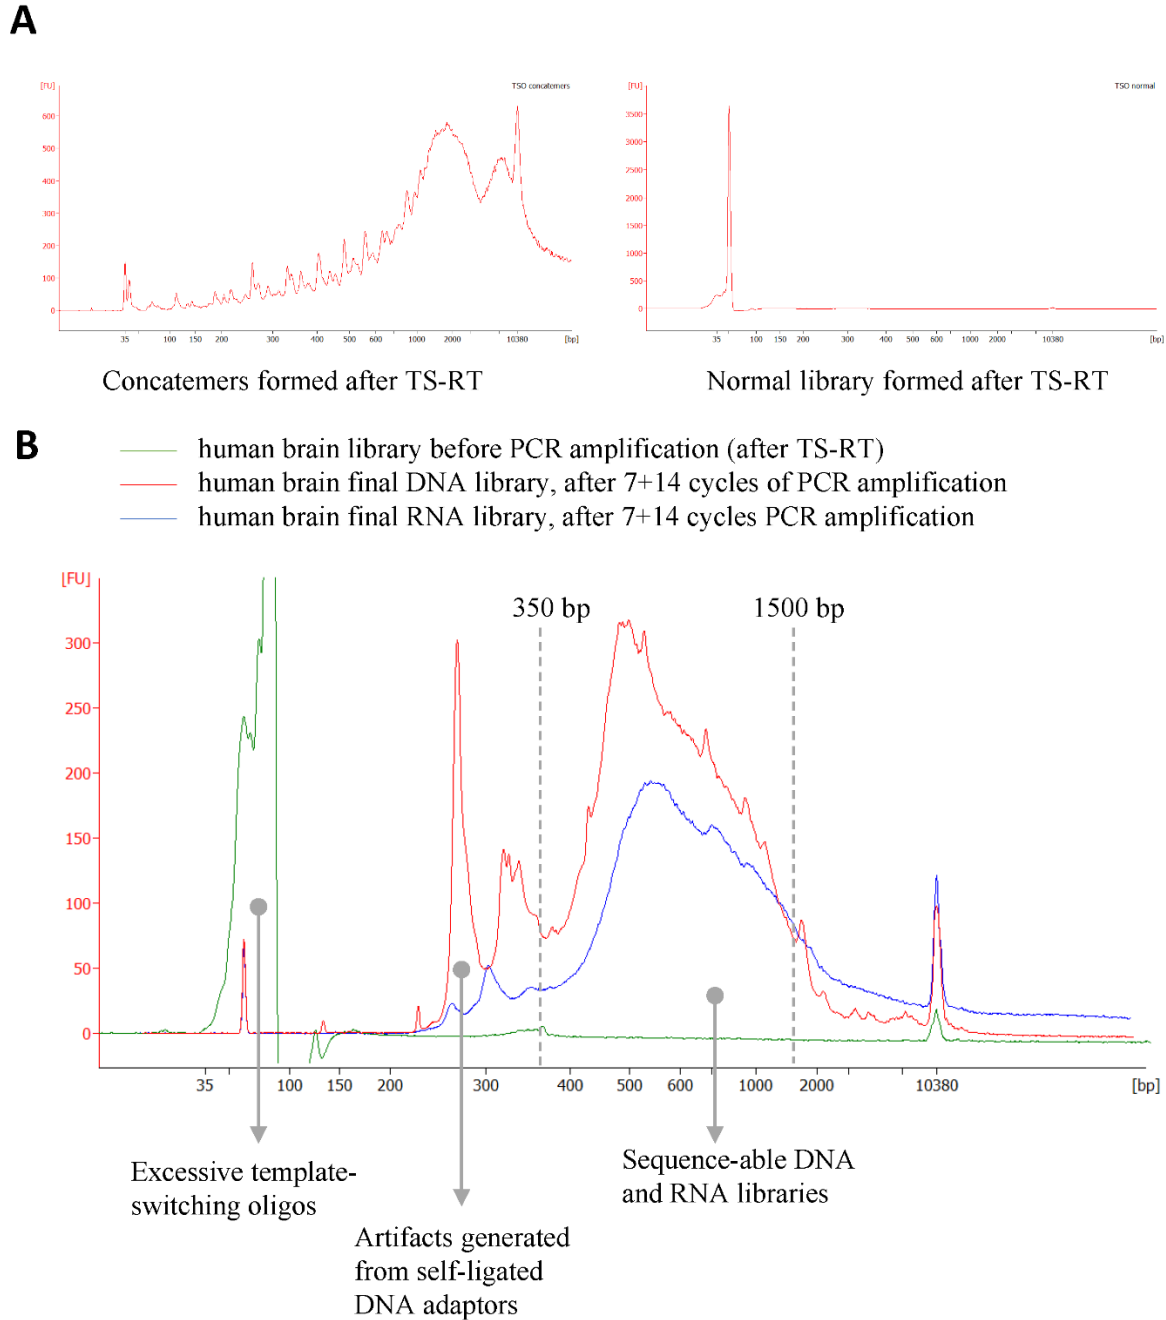 A
[FU]
TSO concatemers
600
500
400
300
200
100
0
35 100 150 200 300 400 500 600 1000 2000 10380 [bp]
Concatemers formed after TS-RT
[FU]
TSO normal
3500
3000
2500
2000
1500
1000
500
0
35 100 150 200 300 400 500 600 1000 2000 10380 [bp]
Normal library formed after TS-RT
B
human brain library before PCR amplification (after TS-RT)
human brain final DNA library, after 7+14 cycles of PCR amplification
human brain final RNA library, after 7+14 cycles PCR amplification
[FU]
350 bp
1500 bp
300
250
200
150
100
50
0
35 100 150 200 300 400 500 600 1000 2000 10380 [bp]
Excessive template-
switching oligos
Artifacts generated
from self-ligated
DNA adaptors
Sequence-able DNA
and RNA libraries